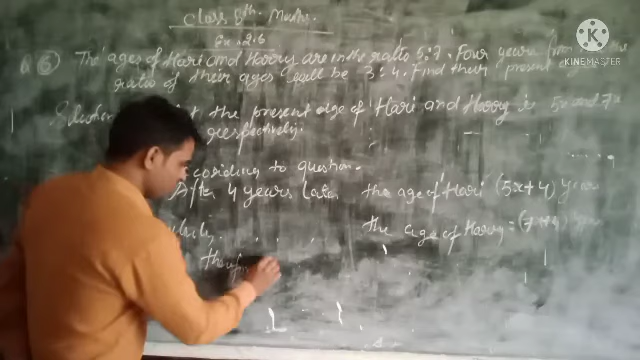 Class 8th. Maths.
Ex-2.6
Q 6 The ages of Hari and Harry are in the ratio 5:7. Four years from the
ratio of their ages will be 3:4. Find their present
Solution let the present age of Hari and Harry is 5x and 7x
respectively.
According to question.
After 4 years later the age of Hari (5x+4) years
the age of Harry = (7x+4) years
KINEMASTER